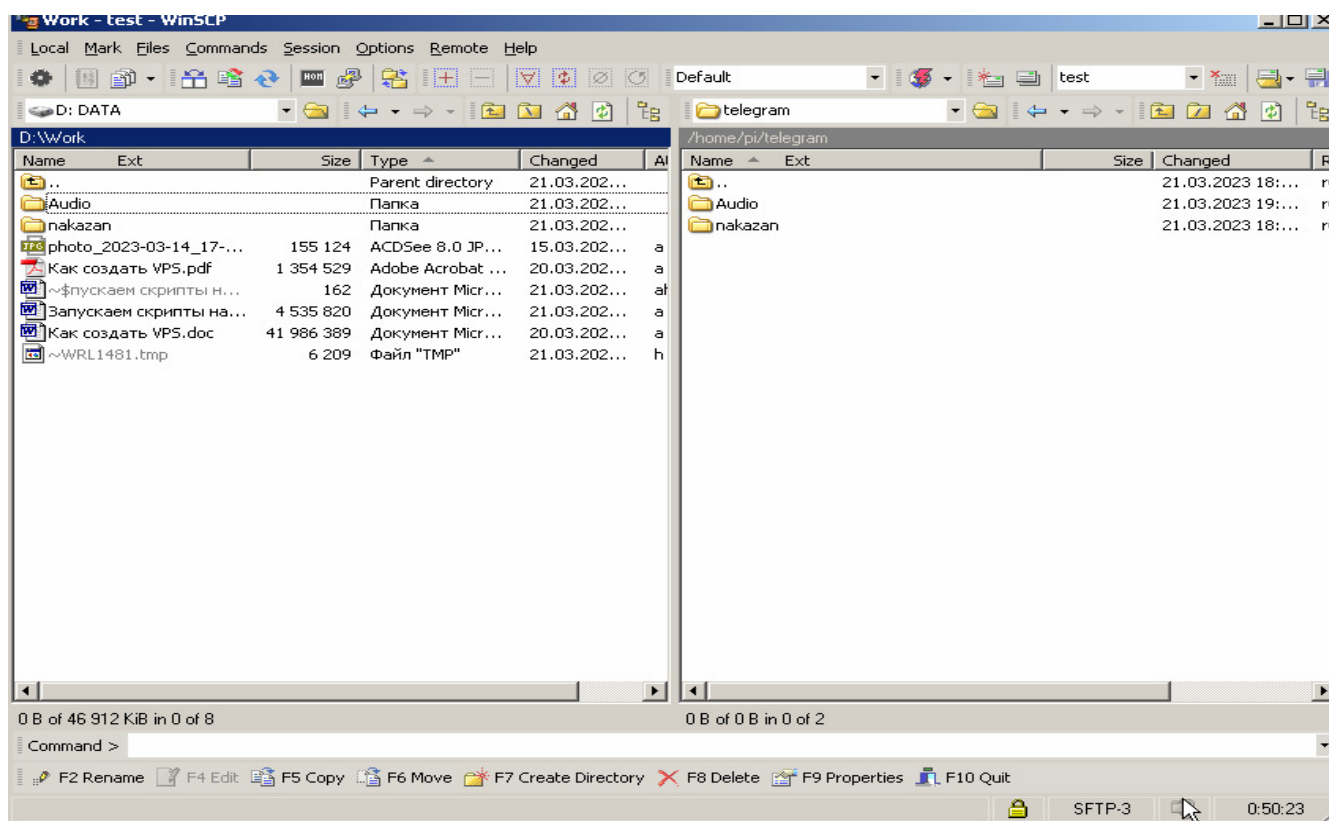 Work - test - WinSCP
Local Mark Files Commands Session Options Remote Help
Default test
D: DATA telegram
D:\Work /home/pi/telegram
Name Ext Size Type Changed Name Ext Size Changed
.. Parent directory 21.03.202... .. 21.03.2023 18:...
Audio Папка 21.03.202... Audio 21.03.2023 19:...
nakazan Папка 21.03.202... nakazan 21.03.2023 18:...
photo_2023-03-14_17-... 155 124 ACDSee 8.0 JP... 15.03.202... a
Как создать VPS.pdf 1 354 529 Adobe Acrobat ... 20.03.202... a
~$пускаем скрипты н... 162 Документ Micr... 21.03.202...
Запускаем скрипты на... 4 535 820 Документ Micr... 21.03.202... a
Как создать VPS.doc 41 986 389 Документ Micr... 20.03.202... a
~WRL1481.tmp 6 209 Файл "TMP" 21.03.202... h
0 B of 46 912 KiB in 0 of 8 0 B of 0 B in 0 of 2
Command >
F2 Rename F4 Edit F5 Copy F6 Move F7 Create Directory F8 Delete F9 Properties F10 Quit
SFTP-3 0:50:23